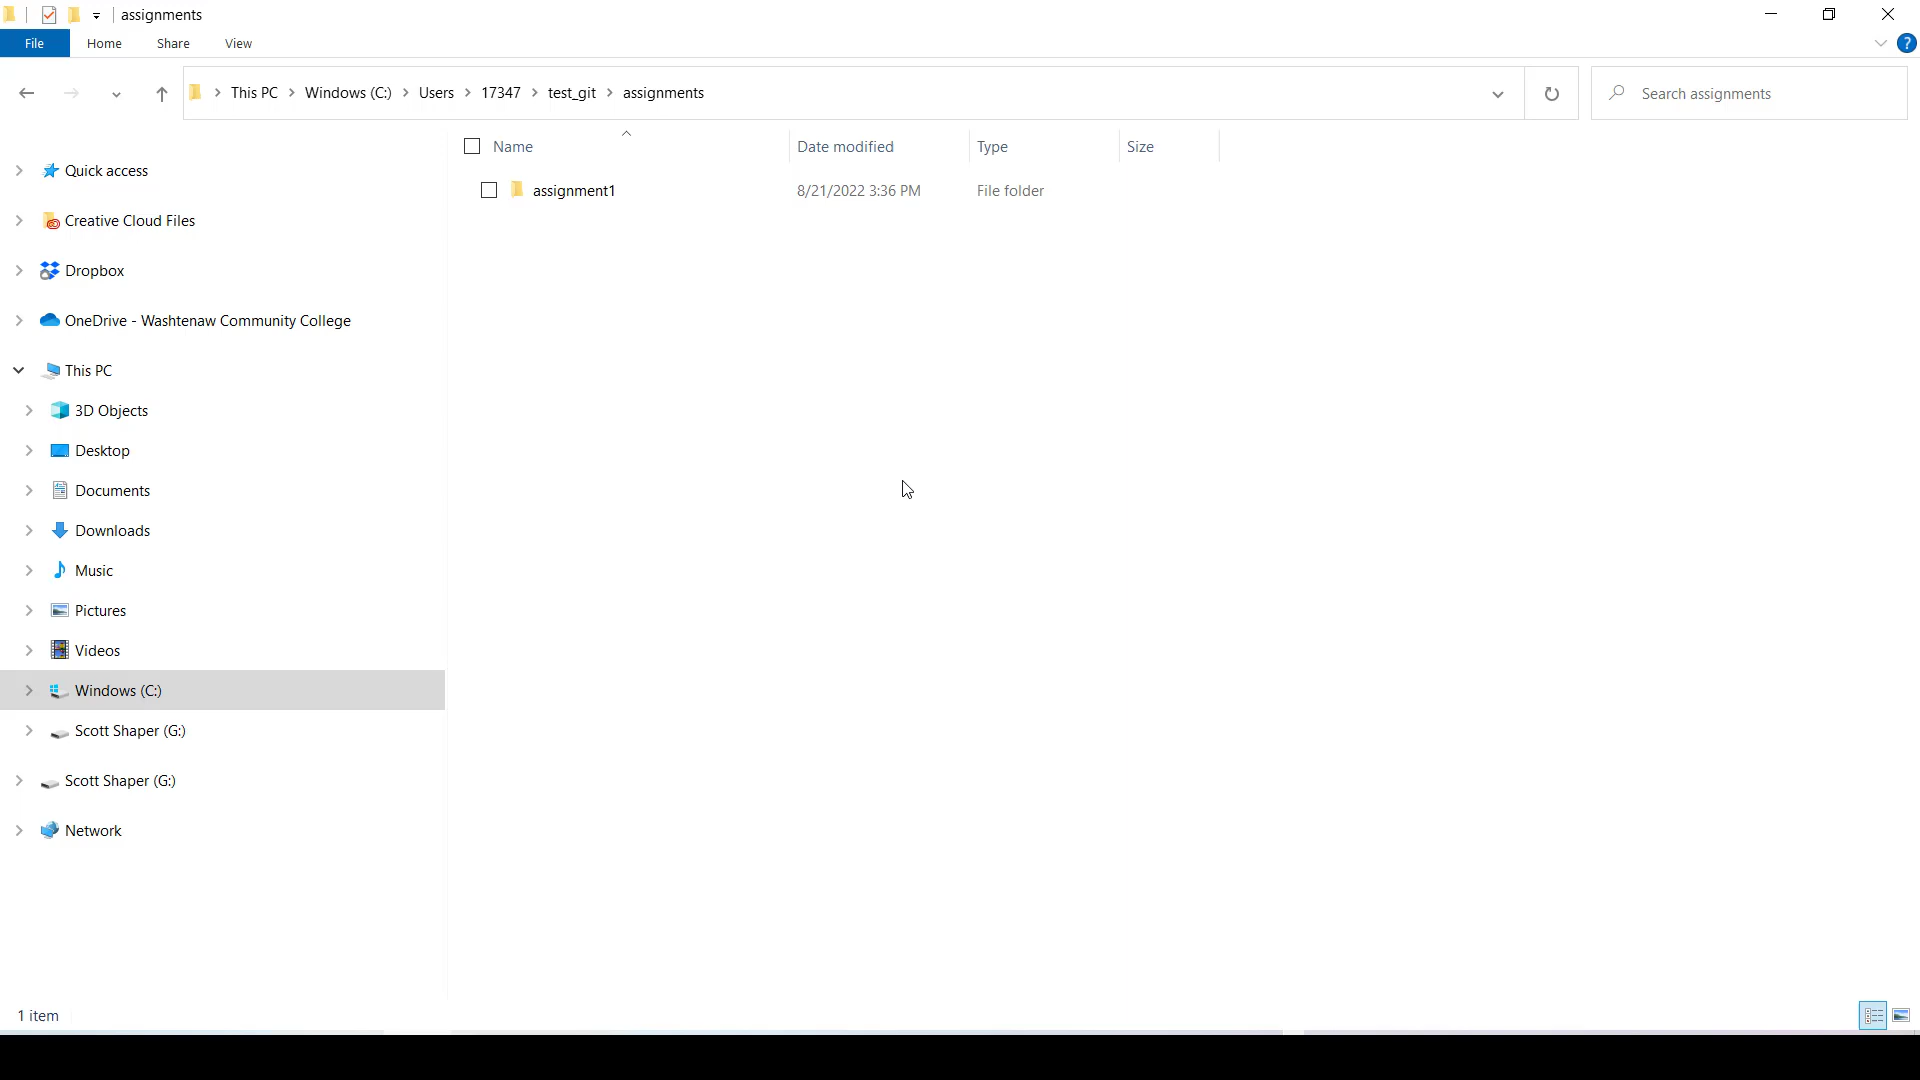 assignments
File Home Share View
?
This PC Windows (C:) Users 17347 test_git assignments
Search assignments
Name Date modified Type Size
assignment1 8/21/2022 3:36 PM File folder
Quick access
Creative Cloud Files
Dropbox
OneDrive - Washtenaw Community College
This PC
3D Objects
Desktop
Documents
Downloads
Music
Pictures
Videos
Windows (C:)
Scott Shaper (G:)
Scott Shaper (G:)
Network
1 item